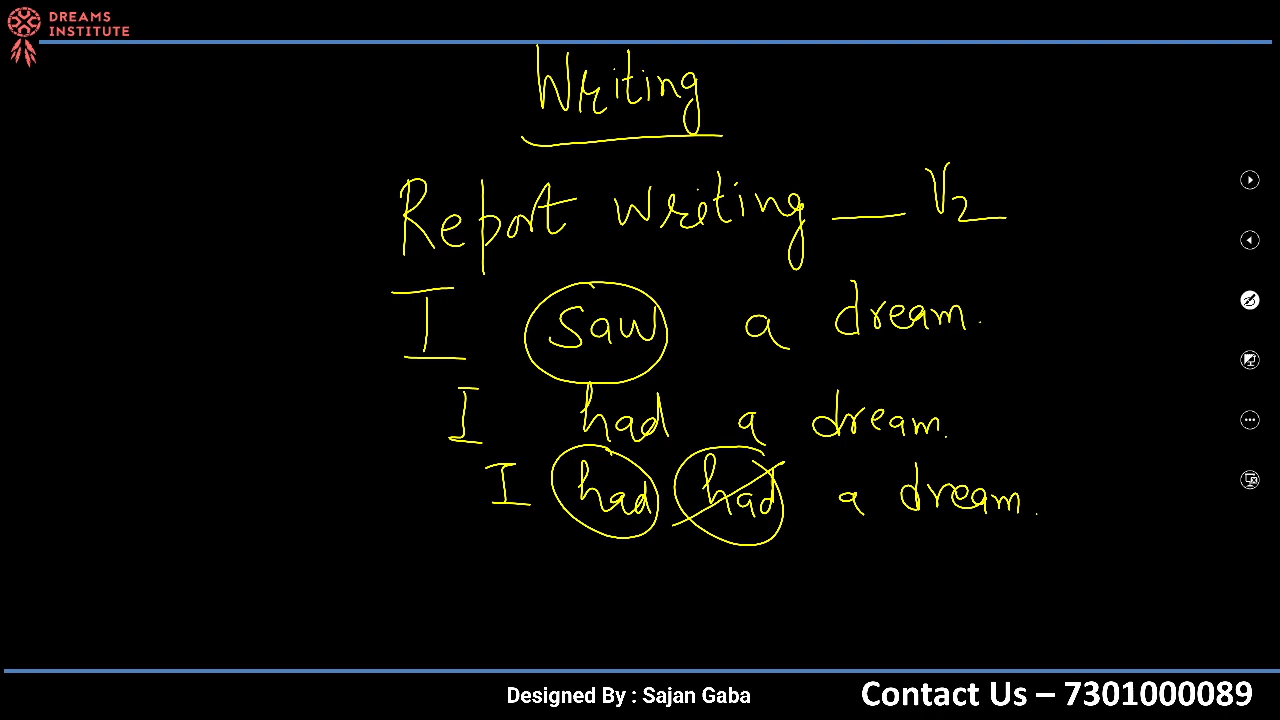 DREAMS
INSTITUTE
Writing
Report writing — V2
I saw a dream.
I had a dream.
I had had a dream.
Designed By : Sajan Gaba
Contact Us – 7301000089